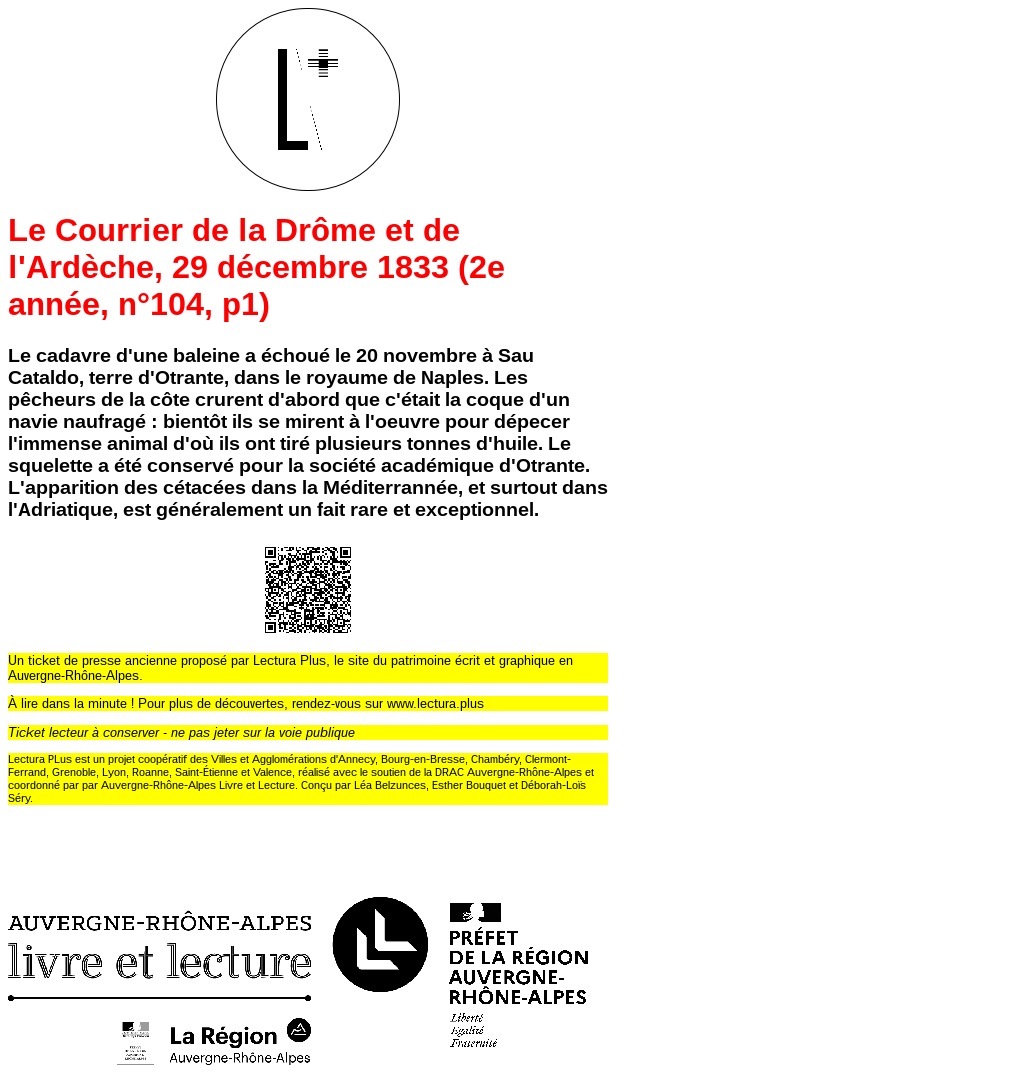 L+
Le Courrier de la Drôme et de
l'Ardèche, 29 décembre 1833 (2e
année, n°104, p1)
Le cadavre d'une baleine a échoué le 20 novembre à Sau
Cataldo, terre d'Otrante, dans le royaume de Naples. Les
pêcheurs de la côte crurent d'abord que c'était la coque d'un
navie naufragé : bientôt ils se mirent à l'oeuvre pour dépecer
l'immense animal d'où ils ont tiré plusieurs tonnes d'huile. Le
squelette a été conservé pour la société académique d'Otrante.
L'apparition des cétacées dans la Méditerrannée, et surtout dans
l'Adriatique, est généralement un fait rare et exceptionnel.
Un ticket de presse ancienne proposé par Lectura Plus, le site du patrimoine écrit et graphique en
Auvergne-Rhône-Alpes.
À lire dans la minute ! Pour plus de découvertes, rendez-vous sur www.lectura.plus
Ticket lecteur à conserver - ne pas jeter sur la voie publique
Lectura PLus est un projet coopératif des Villes et Agglomérations d'Annecy, Bourg-en-Bresse, Chambéry, Clermont-
Ferrand, Grenoble, Lyon, Roanne, Saint-Étienne et Valence, réalisé avec le soutien de la DRAC Auvergne-Rhône-Alpes et
coordonné par par Auvergne-Rhône-Alpes Livre et Lecture. Conçu par Léa Belzunces, Esther Bouquet et Déborah-Loïs
Séry.
AUVERGNE-RHÔNE-ALPES
livre et lecture
La Région
Auvergne-Rhône-Alpes
PRÉFET
DE LA RÉGION
AUVERGNE-
RHÔNE-ALPES
Liberté
Égalité
Fraternité